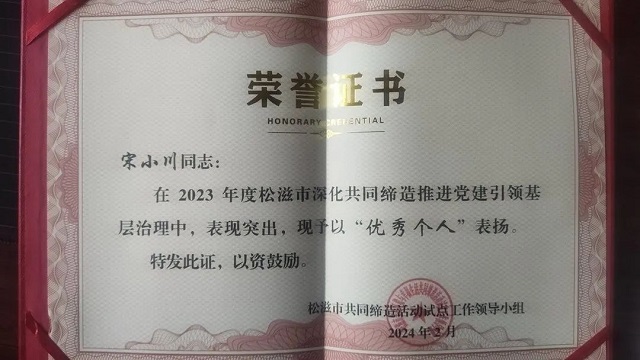 荣誉证书
HONORARY CREDENTIAL
宋小川同志：
在 2023 年度松滋市深化共同缔造推进党建引领基
层治理中，表现突出，现予以“优秀个人”表扬。
特发此证，以资鼓励。
松滋市共同缔造活动试点工作领导小组
2024 年 2 月